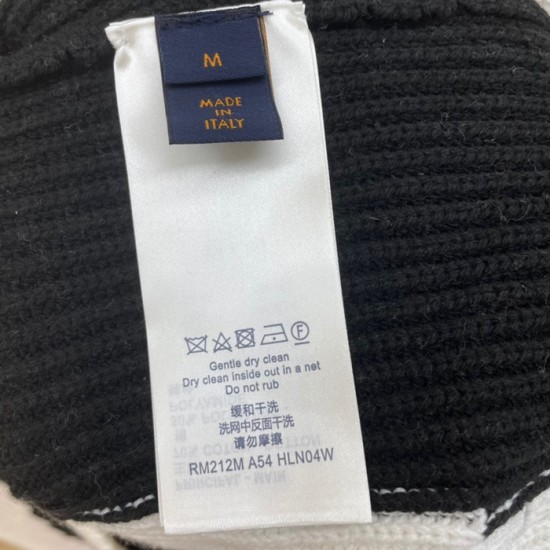 M
MADE
IN
ITALY
Gentle dry clean
Dry clean inside out in a net
Do not rub
缓和干洗
洗网中反面干洗
请勿摩擦
RM212M A54 HLN04W